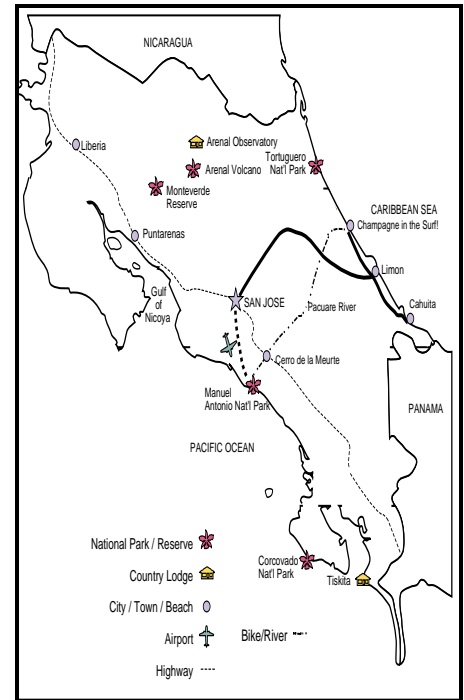 NICARAGUA
Arenal Observatory
Liberia
Arenal Volcano
Tortuguero
Nat'l Park
Monteverde
Reserve
CARIBBEAN SEA
Champagne in the Surf!
Puntarenas
Limon
Gulf
of
Nicoya
SAN JOSE
Pacuare River
Cahuita
Cerro de la Meurte
Manuel
Antonio Nat'l Park
PANAMA
PACIFIC OCEAN
National Park / Reserve
Corcovado
Nat'l Park
Country Lodge
Tiskita
City / Town / Beach
Airport
Bike/River
Highway